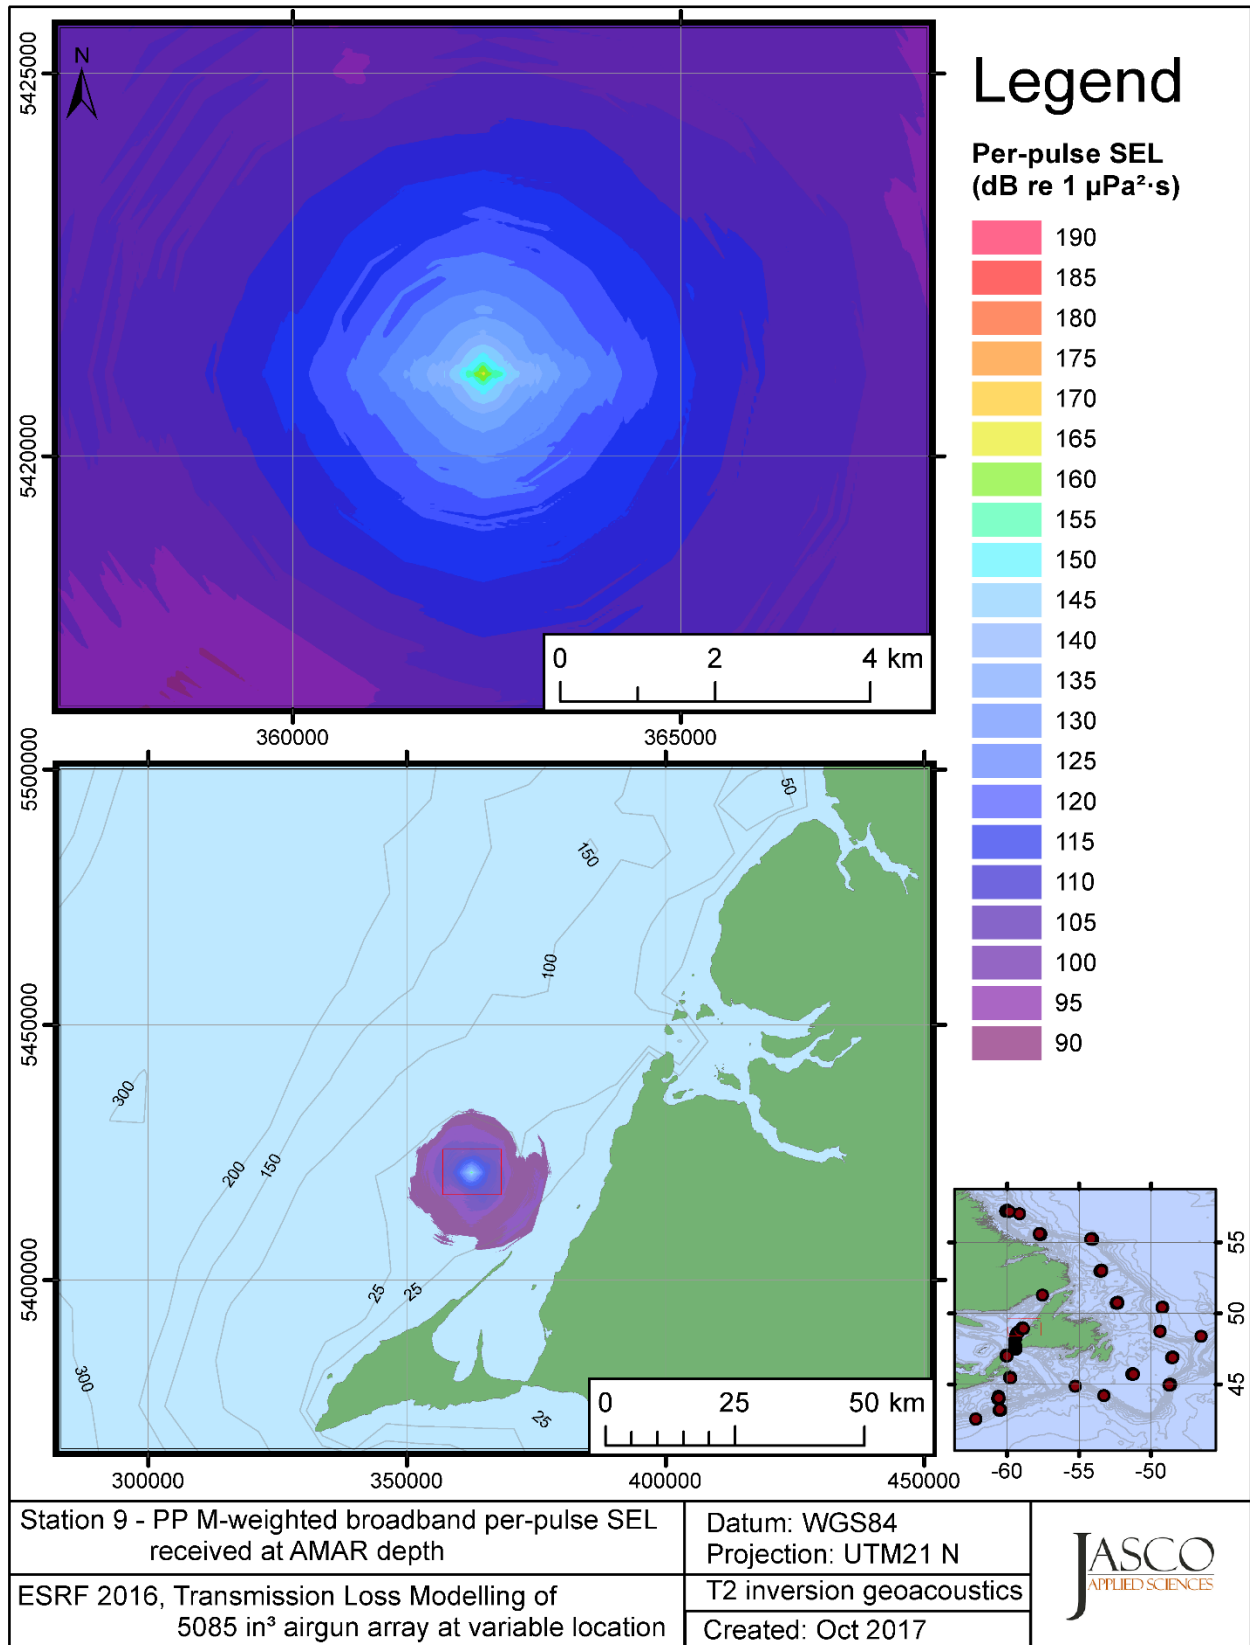 N
5425000
5420000
0 2 4 km
360000 365000
Legend
Per-pulse SEL
(dB re 1 µPa²·s)
190
185
180
175
170
165
160
155
150
145
140
135
130
125
120
115
110
105
100
95
90
5500000
5450000
5400000
50
150
100
300
200
150
25
25
300
25
0 25 50 km
300000 350000 400000 450000
55
50
45
-60 -55 -50
Station 9 - PP M-weighted broadband per-pulse SEL
received at AMAR depth
ESRF 2016, Transmission Loss Modelling of
5085 in³ airgun array at variable location
Datum: WGS84
Projection: UTM21 N
T2 inversion geoacoustics
Created: Oct 2017
JASCO
APPLIED SCIENCES